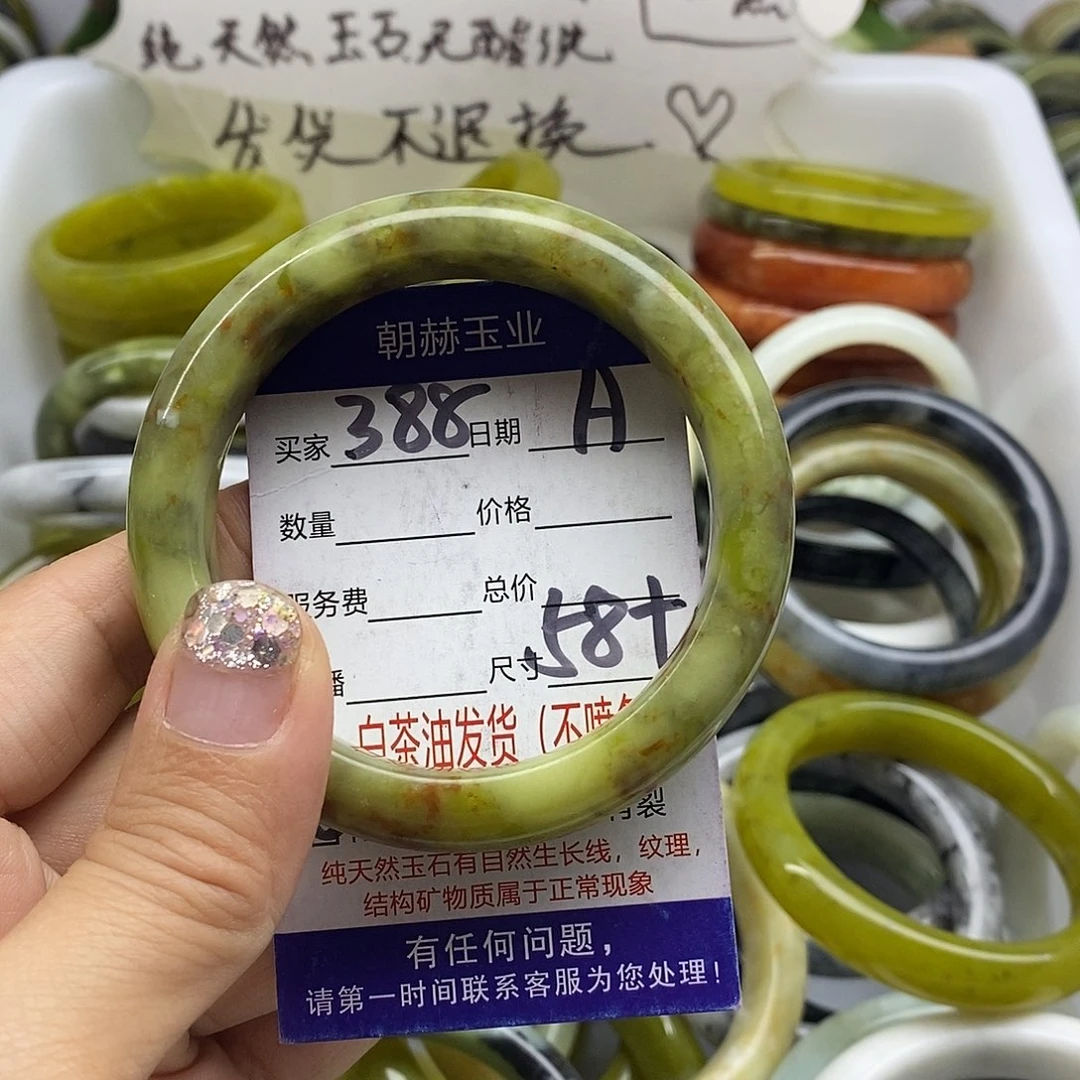 纯天然玉石无酸洗
发货不退换
朝赫玉业
买家 388 日期 A
数量 价格
服务费 总价
播 尺寸 58+
白茶油发货（不喷
纯天然玉石有自然生长线，纹理，
结构矿物质属于正常现象
有任何问题，
请第一时间联系客服为您处理！